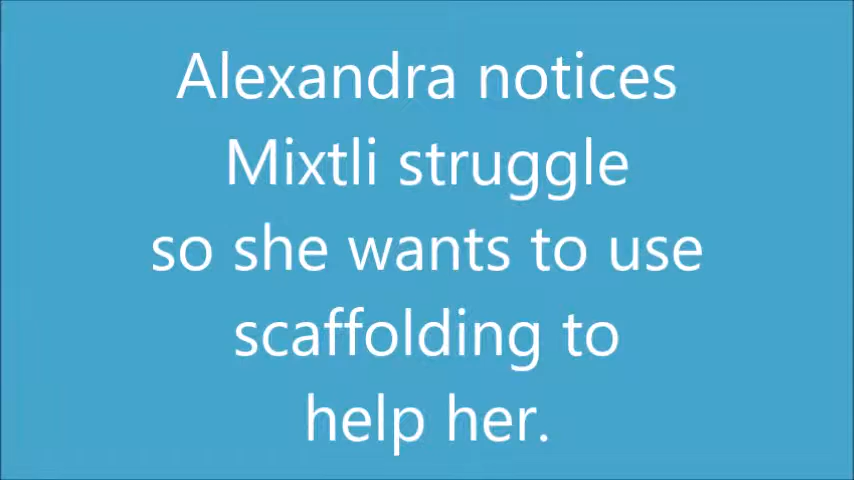 Alexandra notices
Mixtli struggle
so she wants to use
scaffolding to
help her.